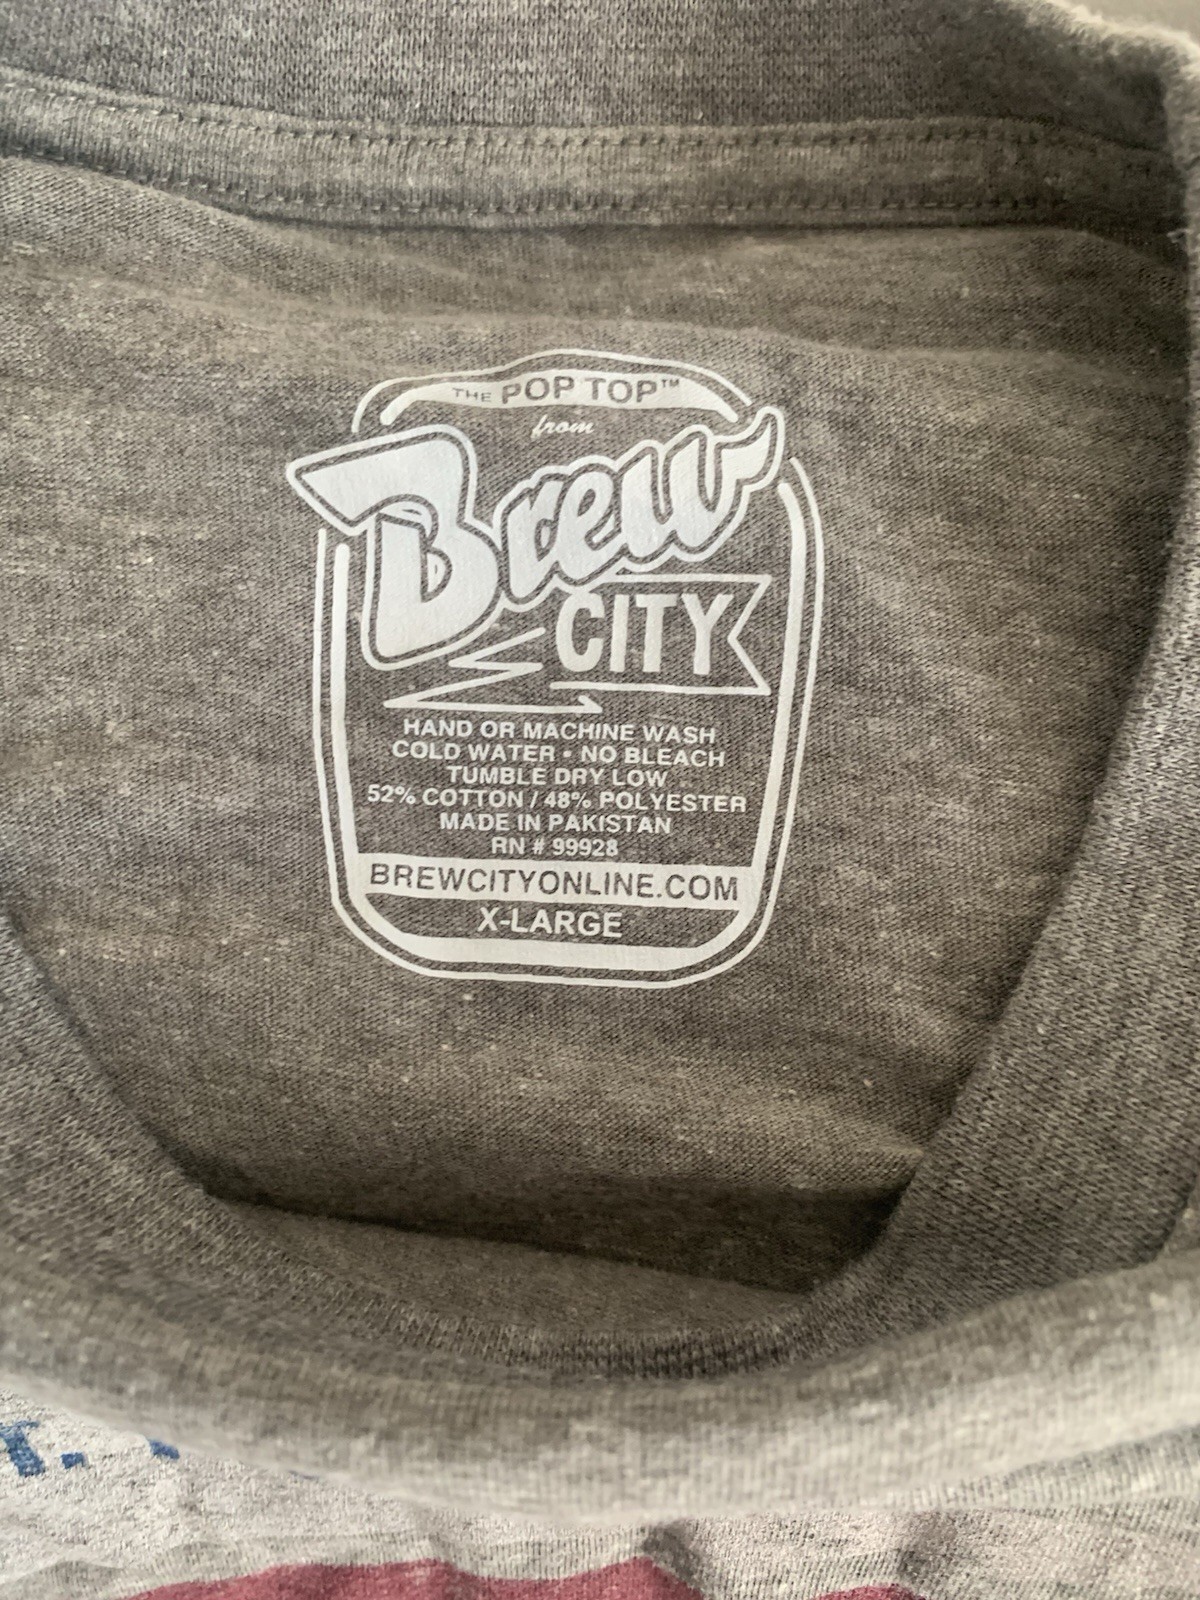 THE POP TOP™
from
Brew
CITY
HAND OR MACHINE WASH
COLD WATER • NO BLEACH
TUMBLE DRY LOW
52% COTTON / 48% POLYESTER
MADE IN PAKISTAN
RN # 99928
BREWCITYONLINE.COM
X-LARGE